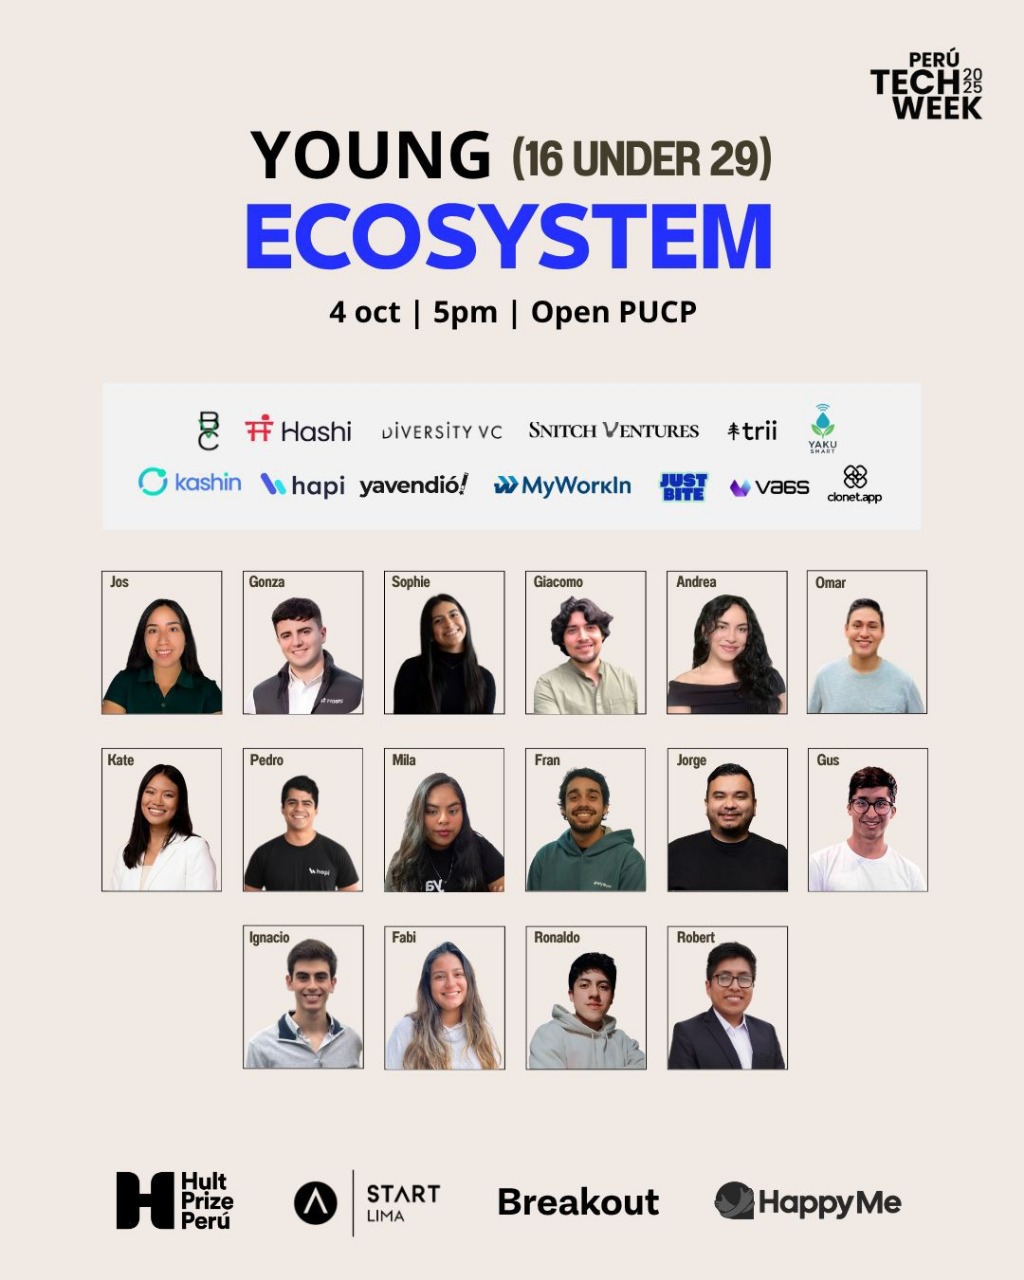 PERÚ
TECH 2025
WEEK
YOUNG (16 UNDER 29)
ECOSYSTEM
4 oct | 5pm | Open PUCP
Hashi
DiVERSiTY VC
SNITCH VENTURES
trii
YAKU
SMART
kashin
hapi
yavendió!
MyWorkIn
JUST
BITE
clonet.app
Jos
Gonza
Sophie
Giacomo
Andrea
Omar
Kate
Pedro
Mila
Fran
Jorge
Gus
hapi
Ignacio
Fabi
Ronaldo
Robert
Hult
Prize
Perú
START
LIMA
Breakout
HappyMe